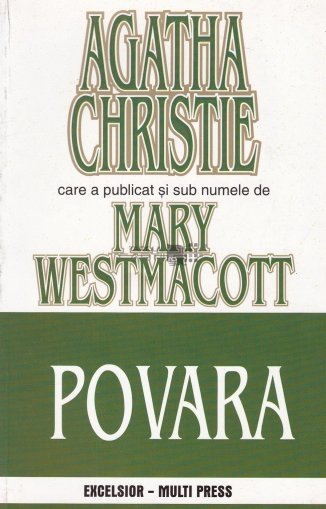 AGATHA
CHRISTIE
care a publicat și sub numele de
MARY
WESTMACOTT
POVARA
EXCELSIOR – MULTI PRESS